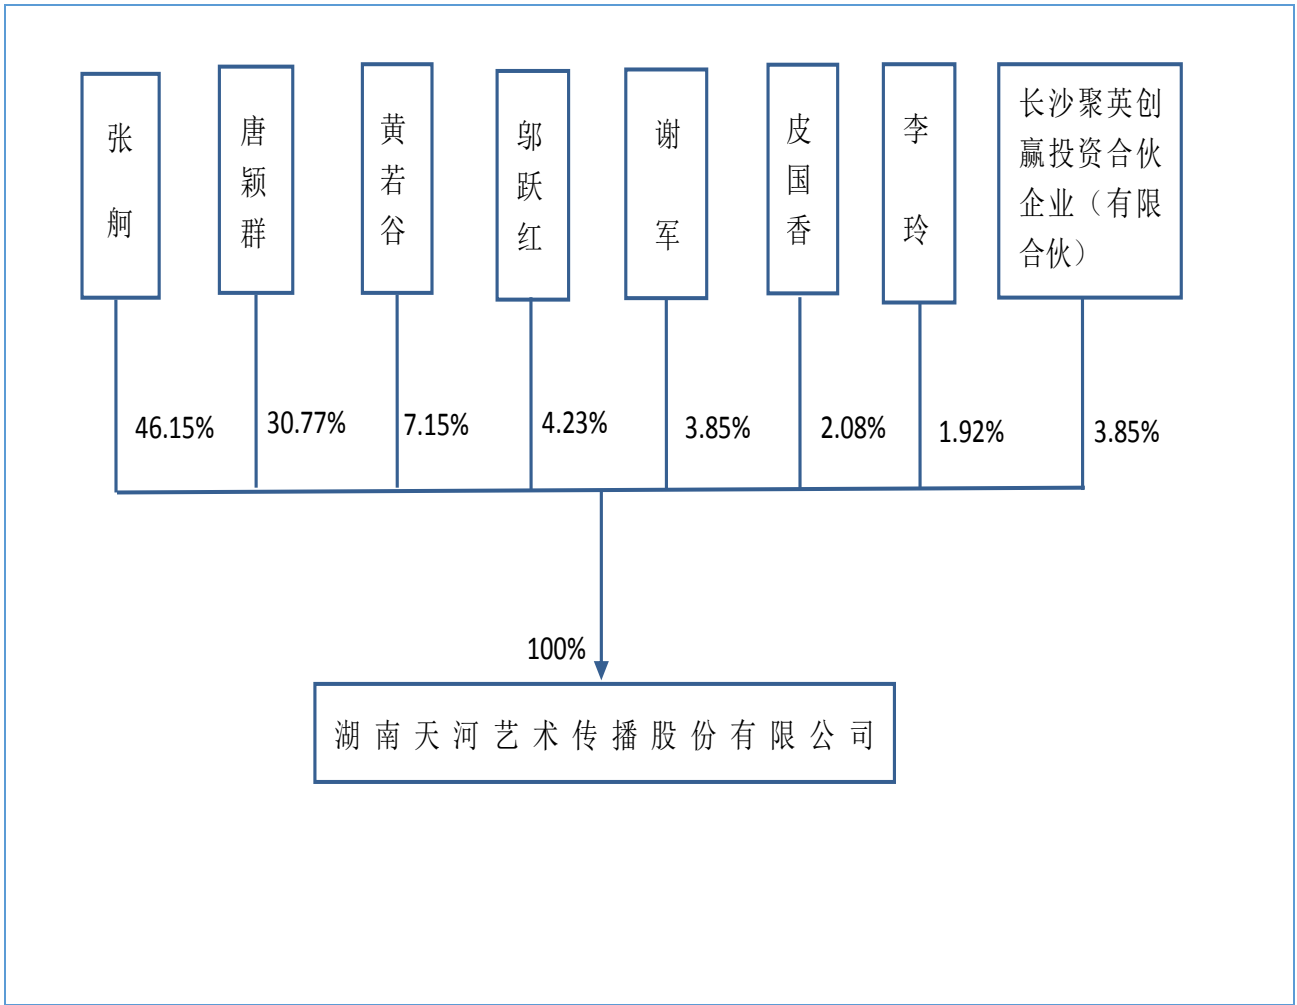 张舸
唐颖群
黄若谷
邬跃红
谢军
皮国香
李玲
长沙聚英创
赢投资合伙
企业（有限
合伙）
46.15%
30.77%
7.15%
4.23%
3.85%
2.08%
1.92%
3.85%
100%
湖南天河艺术传播股份有限公司